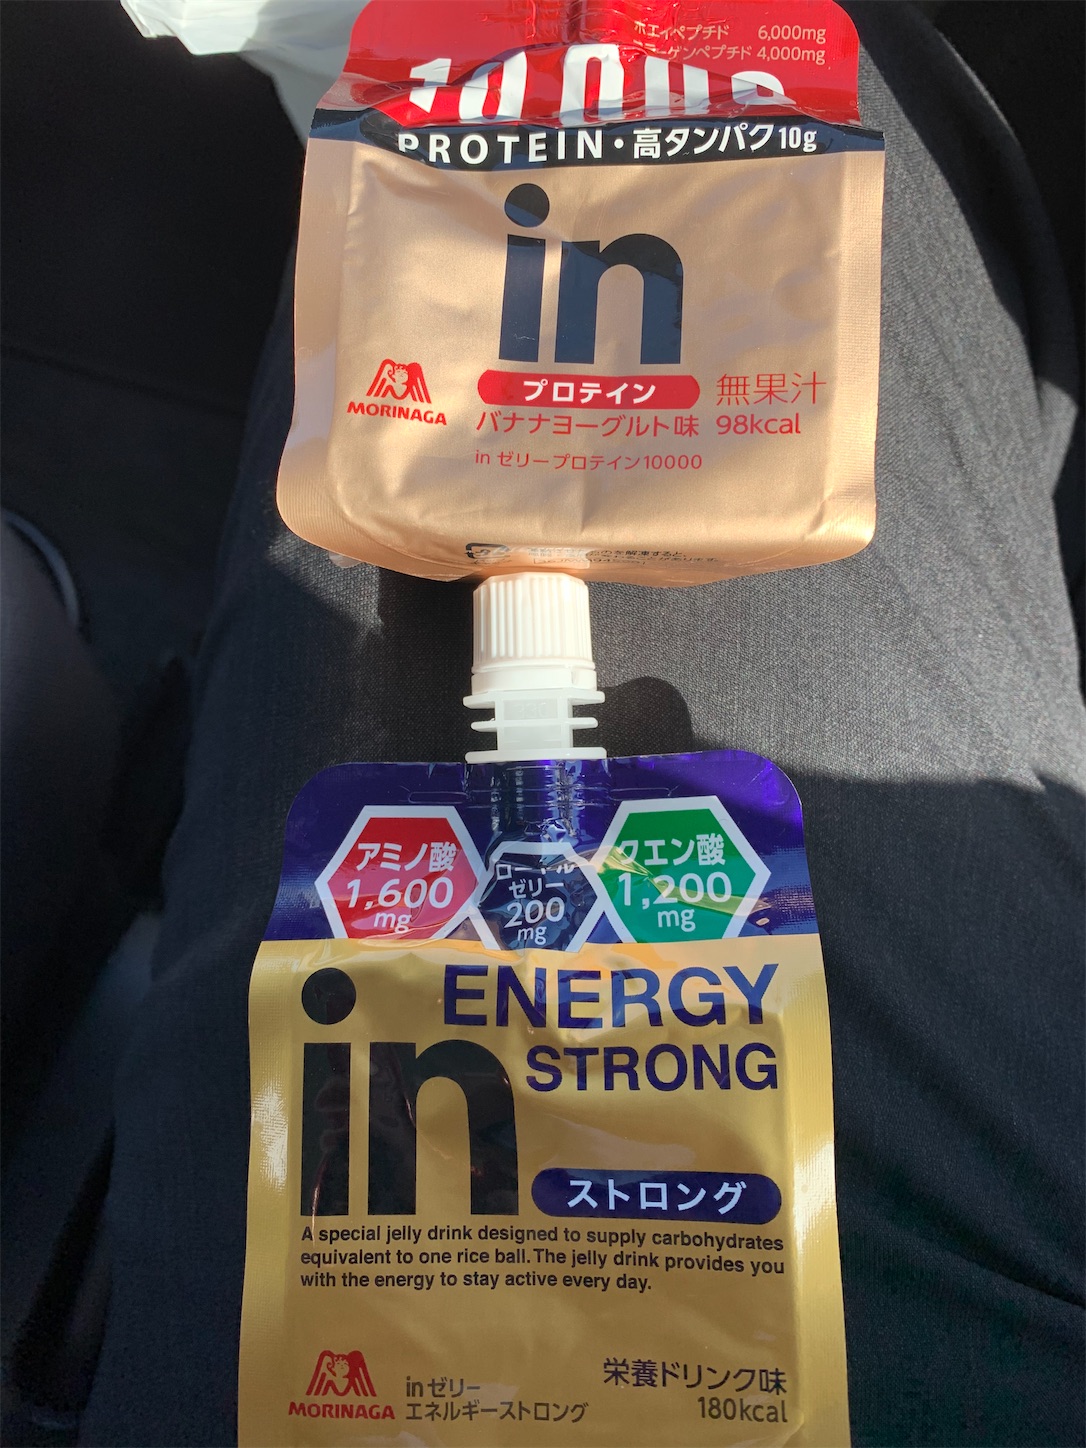 ホエイペプチド 6,000mg
コラーゲンペプチド 4,000mg
PROTEIN・高タンパク10g
in
MORINAGA
プロテイン 無果汁
バナナヨーグルト味 98kcal
in ゼリープロテイン10000
アミノ酸
1,600
mg
ゼリー
200
mg
クエン酸
1,200
mg
in
ENERGY
STRONG
ストロング
A special jelly drink designed to supply carbohydrates
equivalent to one rice ball. The jelly drink provides you
with the energy to stay active every day.
MORINAGA
inゼリー
エネルギーストロング
栄養ドリンク味
180kcal